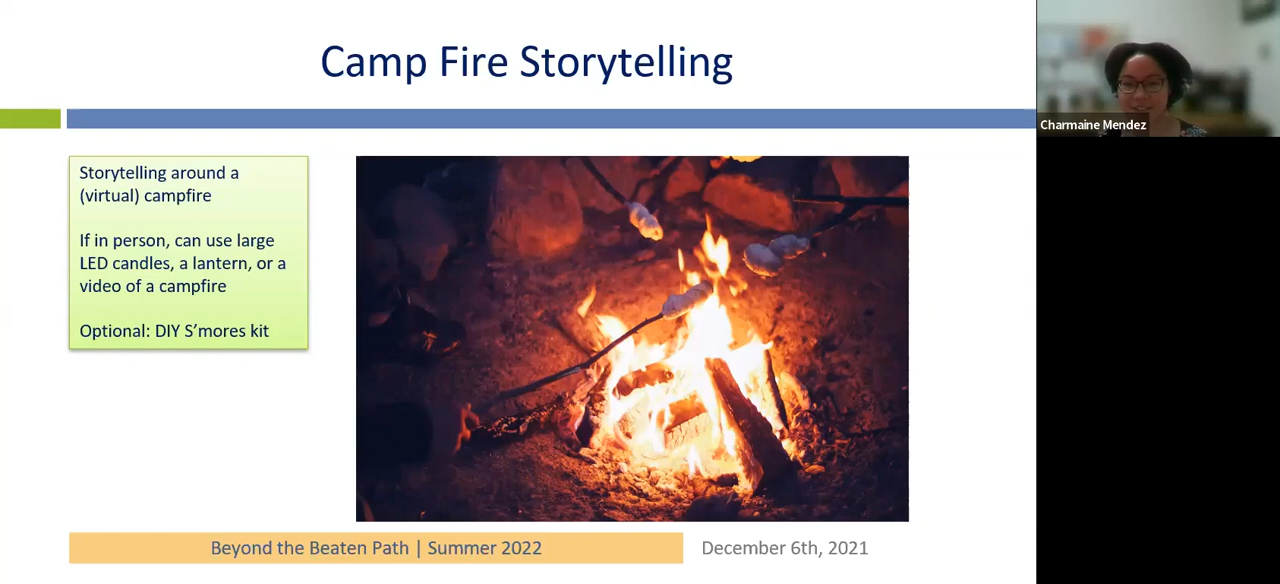 Camp Fire Storytelling
Charmaine Mendez
Storytelling around a
(virtual) campfire
If in person, can use large
LED candles, a lantern, or a
video of a campfire
Optional: DIY S’mores kit
Beyond the Beaten Path | Summer 2022
December 6th, 2021